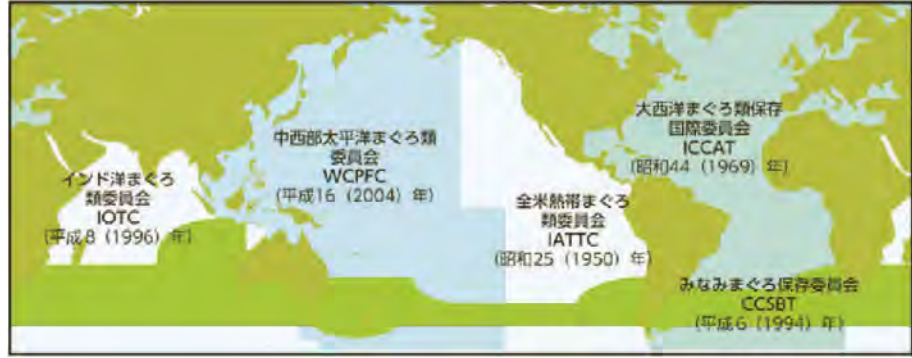 インド洋まぐろ
類委員会
IOTC
(平成8(1996)年)
中西部太平洋まぐろ類
委員会
WCPFC
(平成16(2004)年)
全米熱帯まぐろ
類委員会
IATTC
(昭和25(1950)年)
大西洋まぐろ類保存
国際委員会
ICCAT
(昭和44(1969)年)
みなみまぐろ保存委員会
CCSBT
(平成6(1994)年)